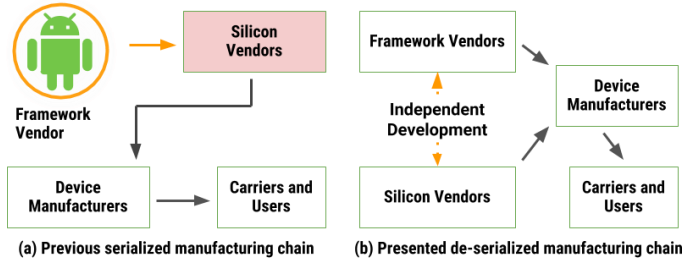 Silicon
Vendors
Framework
Vendor
Device
Manufacturers
Carriers and
Users
(a) Previous serialized manufacturing chain
Framework Vendors
Independent
Development
Silicon Vendors
Device
Manufacturers
Carriers and
Users
(b) Presented de-serialized manufacturing chain